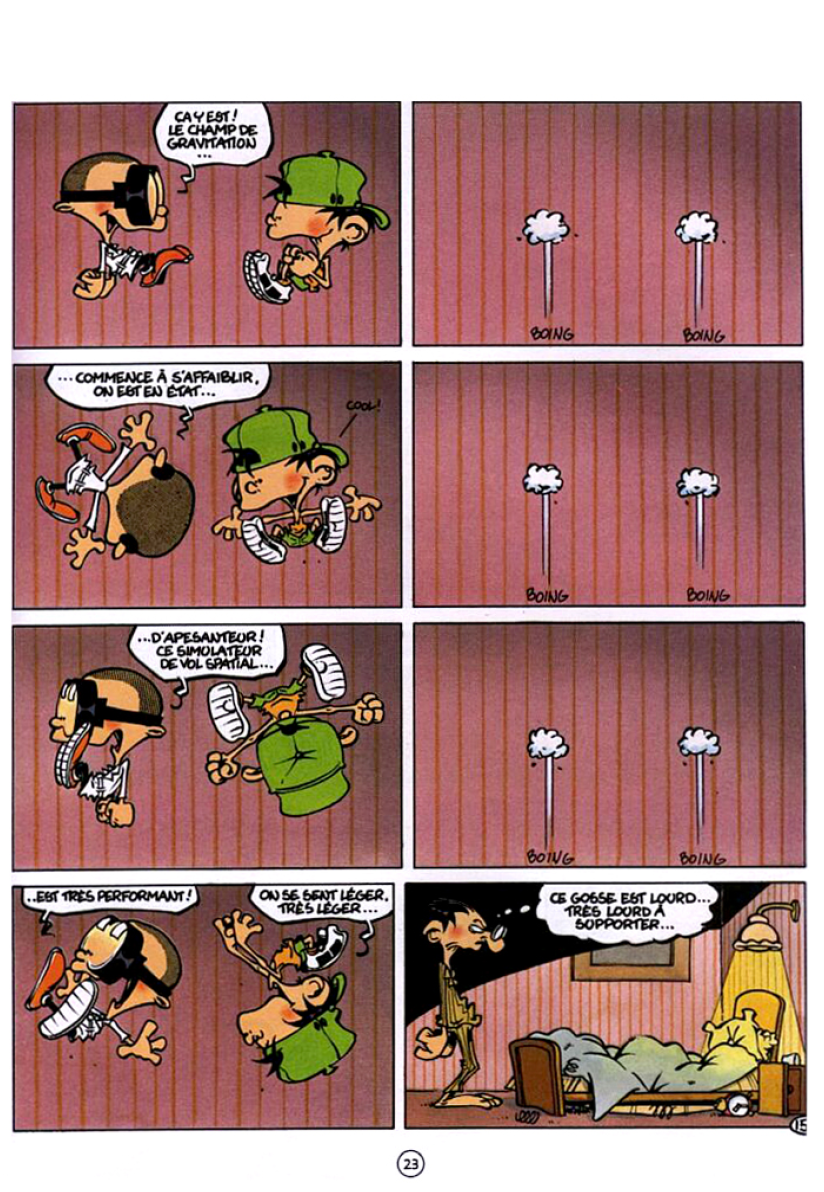 ÇA Y EST !
LE CHAMP DE
GRAVITATION
...
BOING
BOING
...COMMENCE À S'AFFAIBLIR,
ON EST EN ÉTAT...
COOL!
BOING
BOING
...D'APESANTEUR !
CE SIMULATEUR
DE VOL SPATIAL...
BOING
BOING
..EST TRÈS PERFORMANT !
ON SE SENT LÉGER,
TRÈS LÉGER...
CE GOSSE EST LOURD...
TRÈS LOURD À
SUPPORTER...
15
23